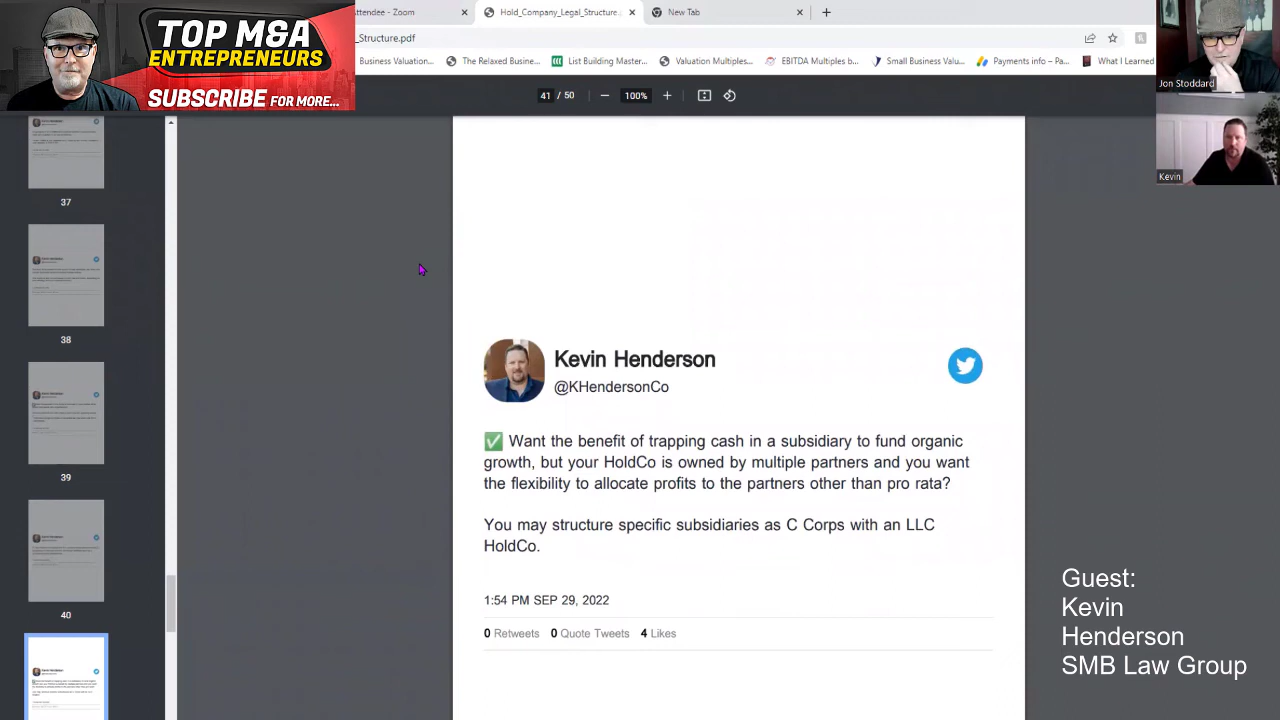 ttendee - Zoom
Hold_Company_Legal_Structure...
New Tab
_Structure.pdf
Business Valuation...
The Relaxed Busine...
List Building Master...
Valuation Multiples...
EBITDA Multiples b...
Small Business Valu...
Payments info – Pa...
What I Learned
TOP M&A
ENTREPRENEURS
SUBSCRIBE FOR MORE...
41 / 50
100%
Jon Stoddard
Kevin
37
38
39
40
Kevin Henderson
@KHendersonCo
✅ Want the benefit of trapping cash in a subsidiary to fund organic
growth, but your HoldCo is owned by multiple partners and you want
the flexibility to allocate profits to the partners other than pro rata?
You may structure specific subsidiaries as C Corps with an LLC
HoldCo.
1:54 PM SEP 29, 2022
0 Retweets 0 Quote Tweets 4 Likes
Guest:
Kevin
Henderson
SMB Law Group